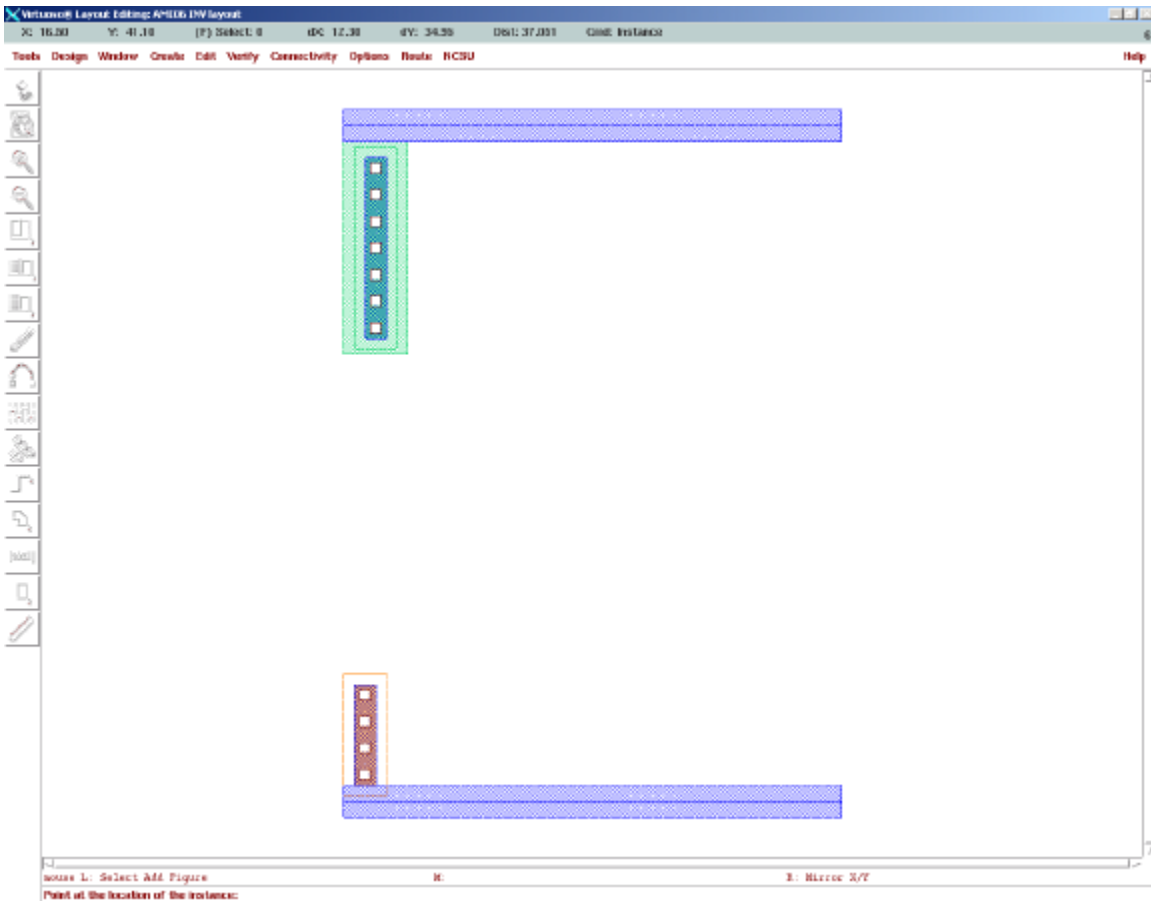 Virtuoso® Layout Editing: AMI06 INV layout
X: 16.50 Y: 41.10 (F) Select: 0 dX: 12.30 dY: 34.95 Dist: 37.051 Cmd: Instance
Tools Design Window Create Edit Verify Connectivity Options Route NCSU Help
mouse L: Select Add Figure M: R: Mirror X/Y
Point at the location of the instance: